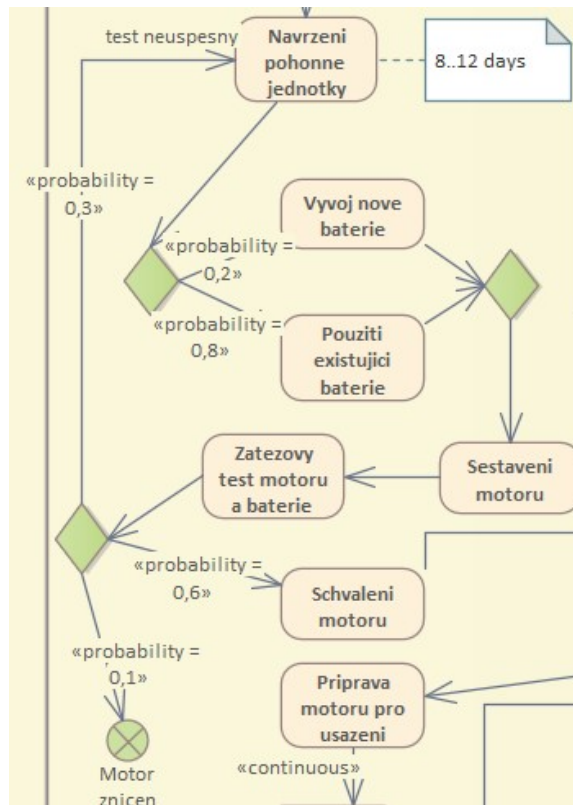 test neuspesny
Navrzeni
pohonne
jednotky
8..12 days
«probability =
0,3»
Vyvoj nove
baterie
«probability =
0,2»
«probability =
0,8»
Pouziti
existujici
baterie
Zatezovy
test motoru
a baterie
Sestaveni
motoru
«probability =
0,6»
Schvaleni
motoru
«probability =
0,1»
Priprava
motoru pro
usazeni
Motor
znicen
«continuous»